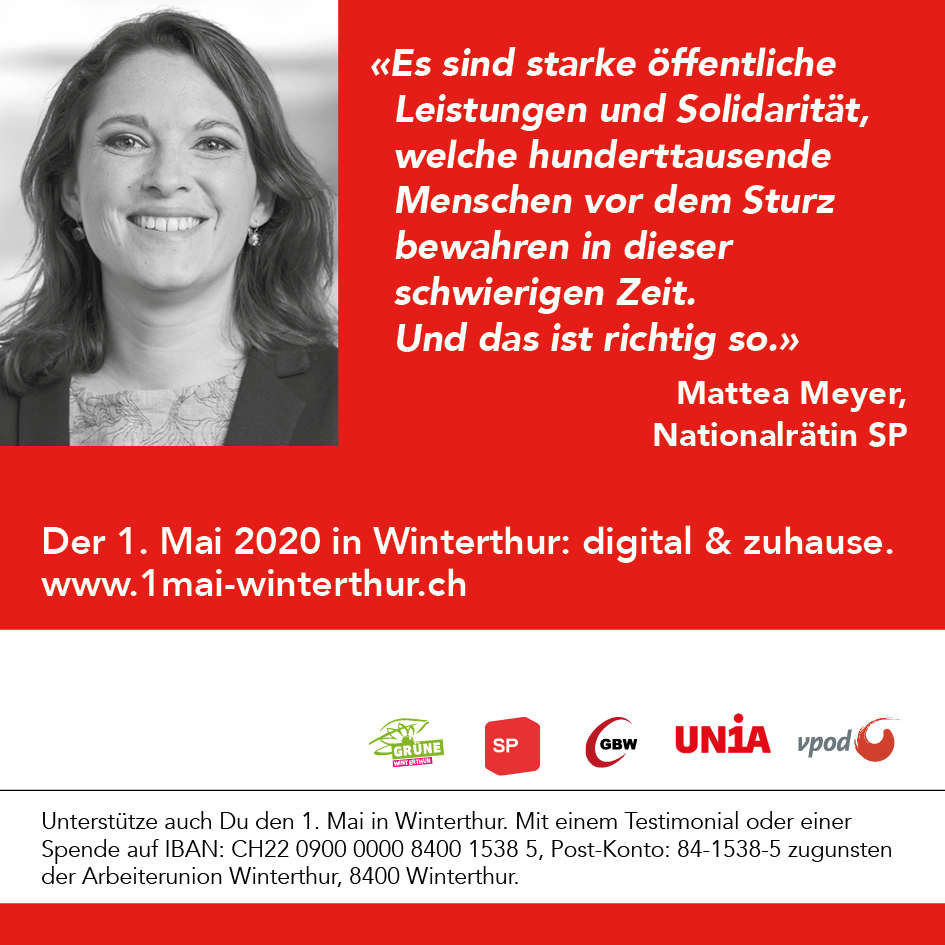 «Es sind starke öffentliche
Leistungen und Solidarität,
welche hunderttausende
Menschen vor dem Sturz
bewahren in dieser
schwierigen Zeit.
Und das ist richtig so.»
Mattea Meyer,
Nationalrätin SP
Der 1. Mai 2020 in Winterthur: digital & zuhause.
www.1mai-winterthur.ch
GRÜNE
WINTERTHUR
SP
GBW
UNiA
vpod
Unterstütze auch Du den 1. Mai in Winterthur. Mit einem Testimonial oder einer
Spende auf IBAN: CH22 0900 0000 8400 1538 5, Post-Konto: 84-1538-5 zugunsten
der Arbeiterunion Winterthur, 8400 Winterthur.